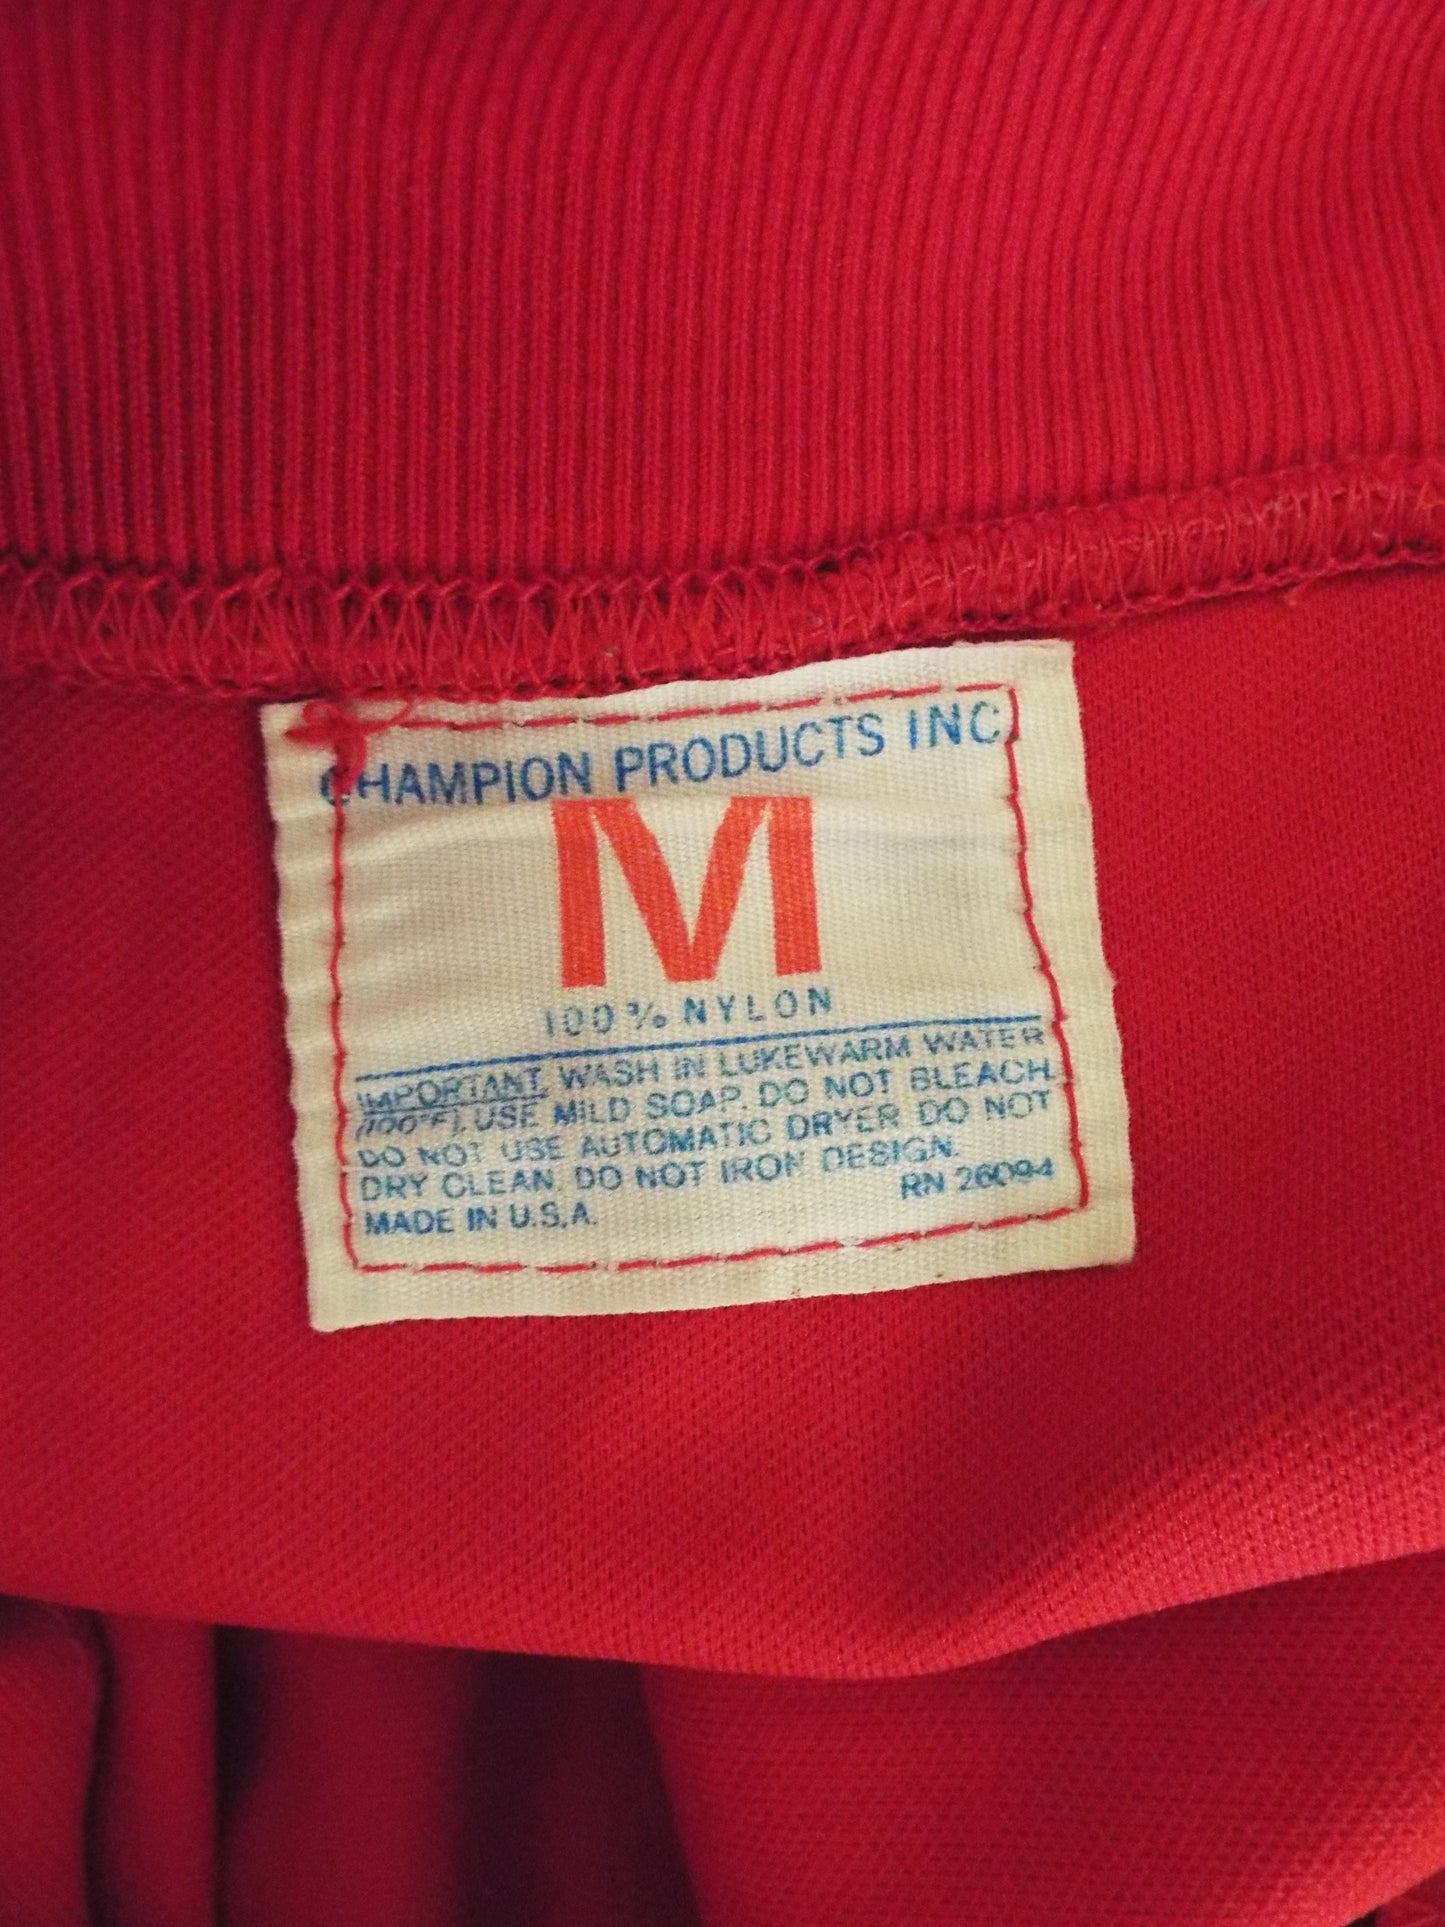 CHAMPION PRODUCTS INC.
M
100% NYLON
IMPORTANT. WASH IN LUKEWARM WATER
(100°F). USE MILD SOAP. DO NOT BLEACH.
DO NOT USE AUTOMATIC DRYER DO NOT
DRY CLEAN. DO NOT IRON DESIGN.
MADE IN U.S.A. RN 26094